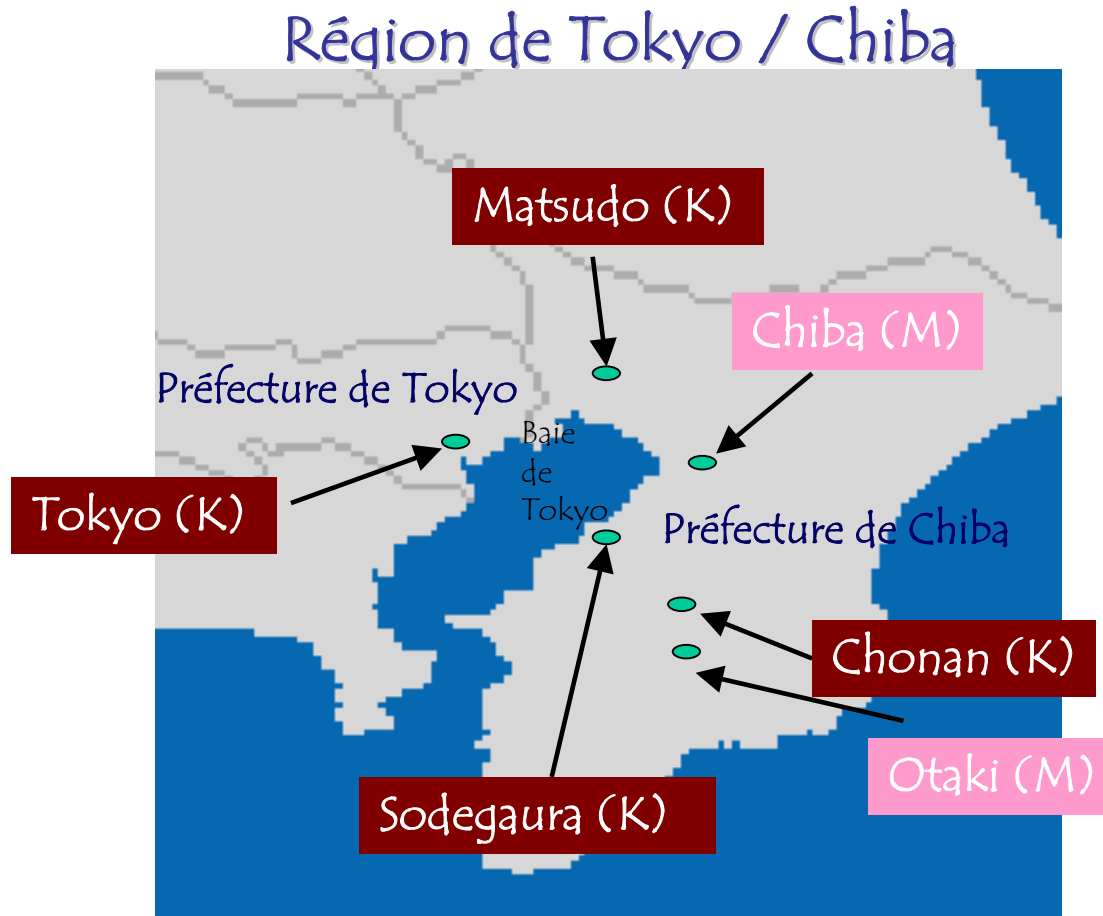 Région de Tokyo / Chiba
Matsudo (K)
Chiba (M)
Préfecture de Tokyo
Baie
de
Tokyo
Tokyo (K)
Préfecture de Chiba
Chonan (K)
Otaki (M)
Sodegaura (K)